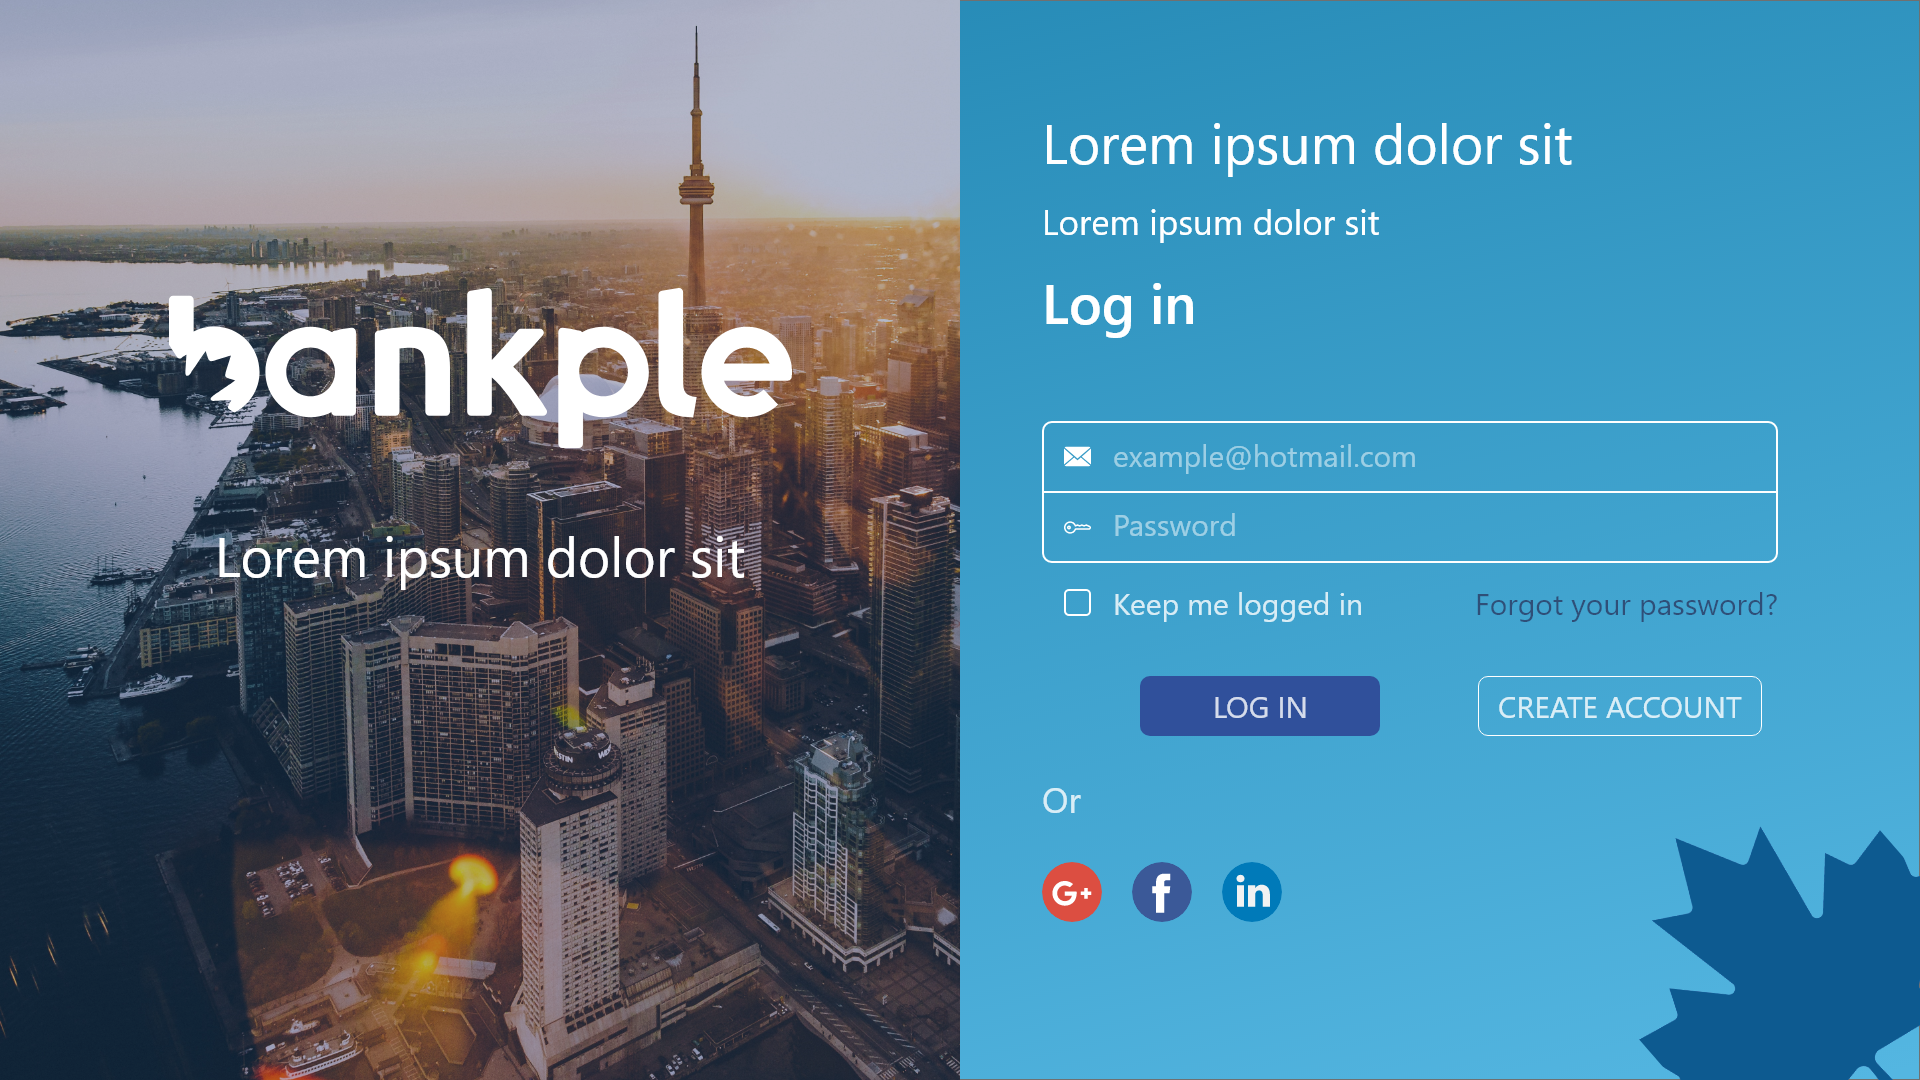 bankple
Lorem ipsum dolor sit
Lorem ipsum dolor sit
Lorem ipsum dolor sit
Log in
example@hotmail.com
Password
Keep me logged in
Forgot your password?
LOG IN
CREATE ACCOUNT
Or
G+
f
in